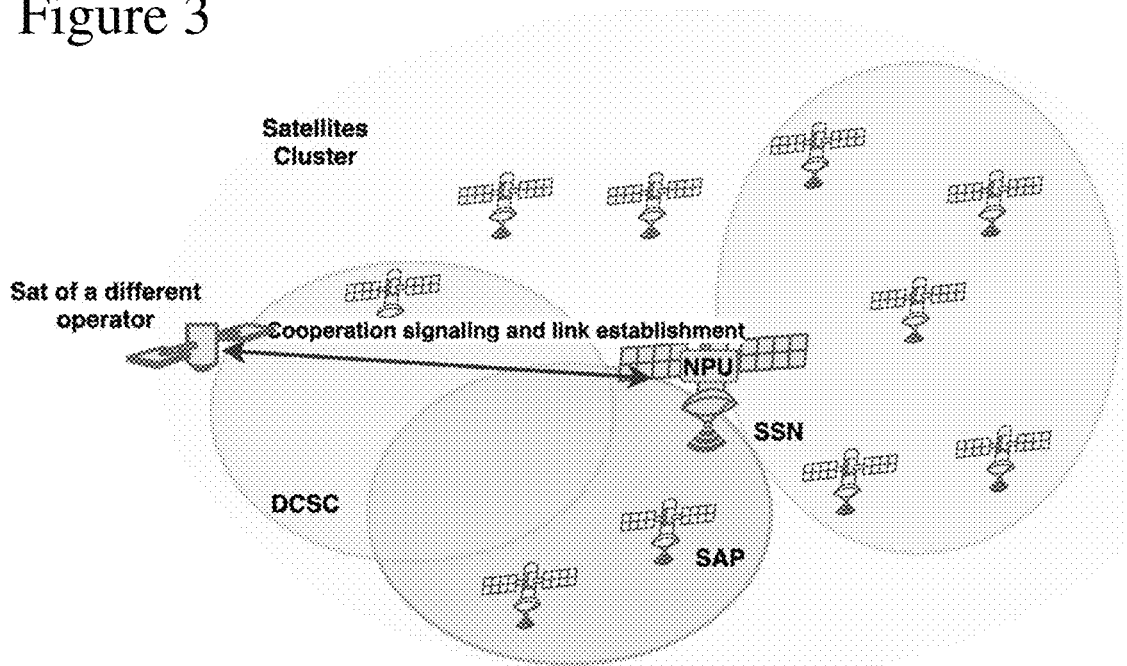 Figure 3
Satellites
Cluster
Sat of a different
operator
Cooperation signaling and link establishment
NPU
SSN
DCSC
SAP